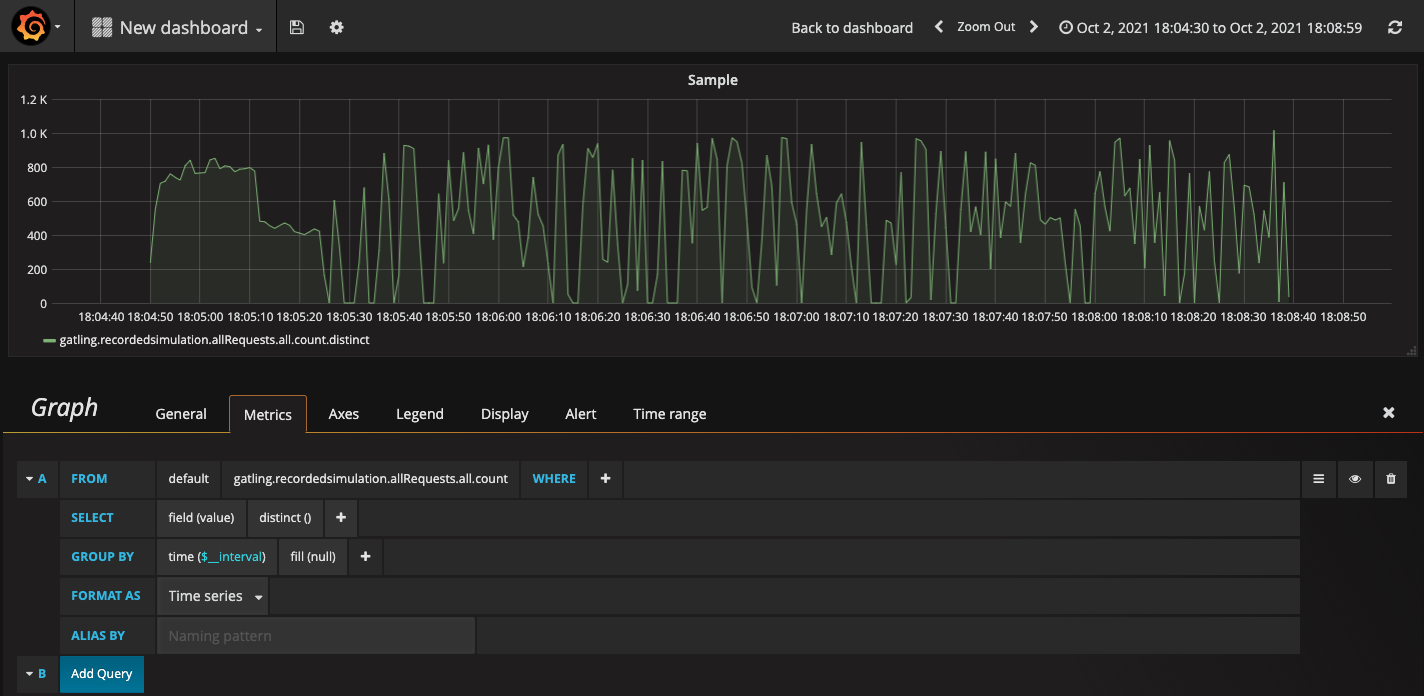 New dashboard
Back to dashboard Zoom Out Oct 2, 2021 18:04:30 to Oct 2, 2021 18:08:59
Sample
1.2 K
1.0 K
800
600
400
200
0
18:04:40 18:04:50 18:05:00 18:05:10 18:05:20 18:05:30 18:05:40 18:05:50 18:06:00 18:06:10 18:06:20 18:06:30 18:06:40 18:06:50 18:07:00 18:07:10 18:07:20 18:07:30 18:07:40 18:07:50 18:08:00 18:08:10 18:08:20 18:08:30 18:08:40 18:08:50
gatling.recordedsimulation.allRequests.all.count.distinct
Graph General Metrics Axes Legend Display Alert Time range
A FROM default gatling.recordedsimulation.allRequests.all.count WHERE
SELECT field (value) distinct ()
GROUP BY time ($__interval) fill (null)
FORMAT AS Time series
ALIAS BY Naming pattern
B Add Query